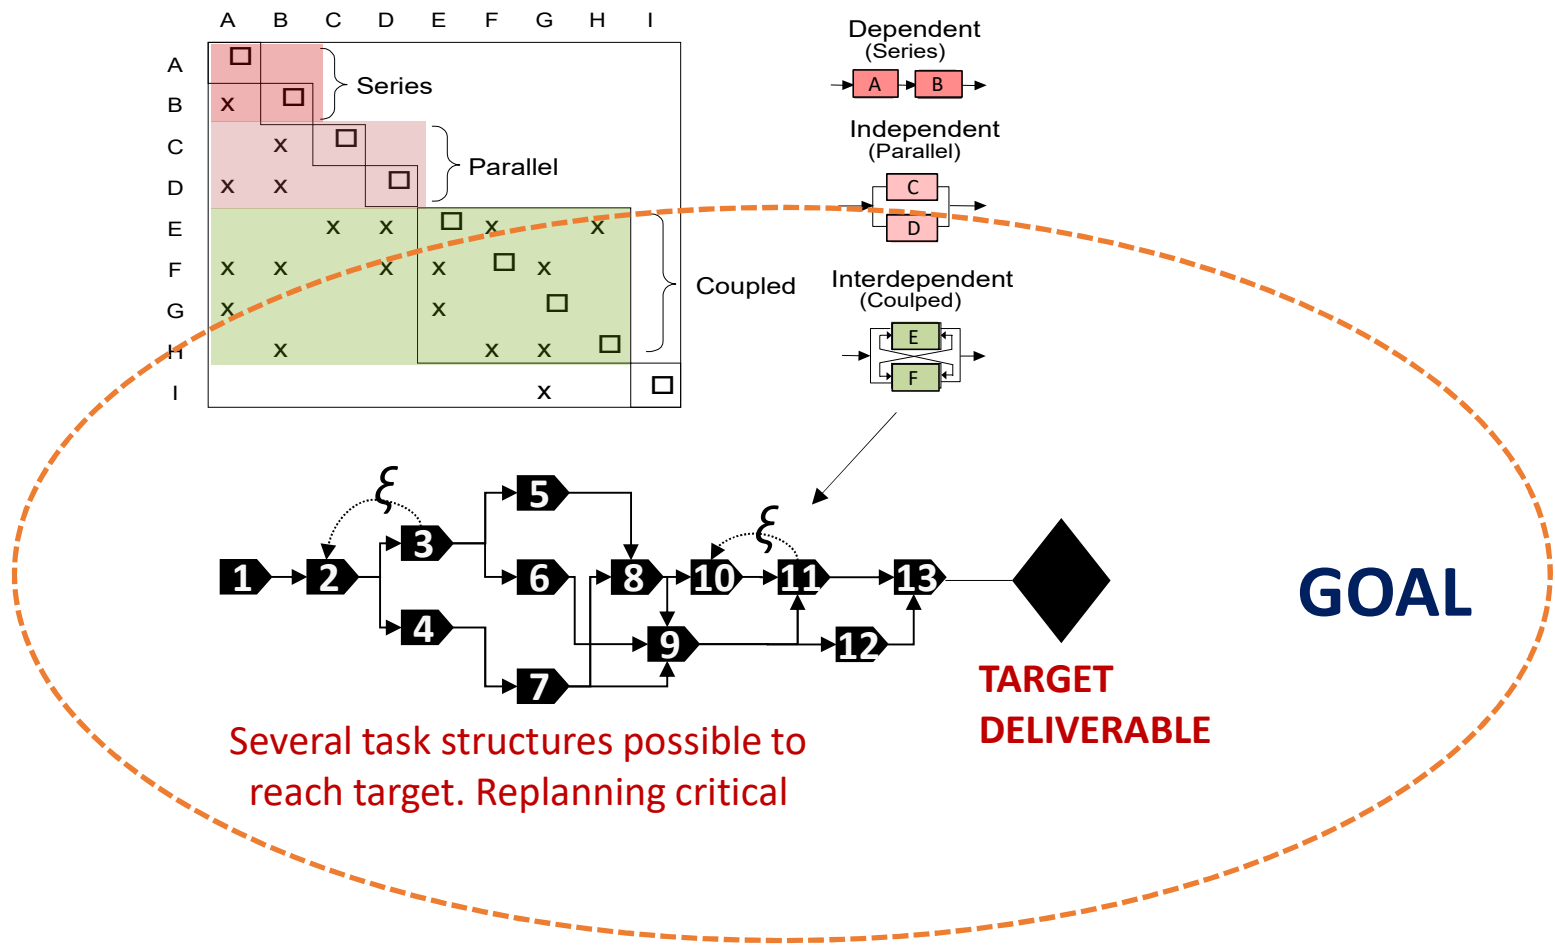 A B C D E F G H I
A
Series
B x
C x
Parallel
D x x
E x x x x
F x x x x x
Coupled
G x x
H x x x
I x
Dependent
(Series)
A B
Independent
(Parallel)
C
D
Interdependent
(Coulped)
E
F
ξ ξ
1 2 3 4 5 6 7 8 9 10 11 12 13
GOAL
TARGET
DELIVERABLE
Several task structures possible to
reach target. Replanning critical